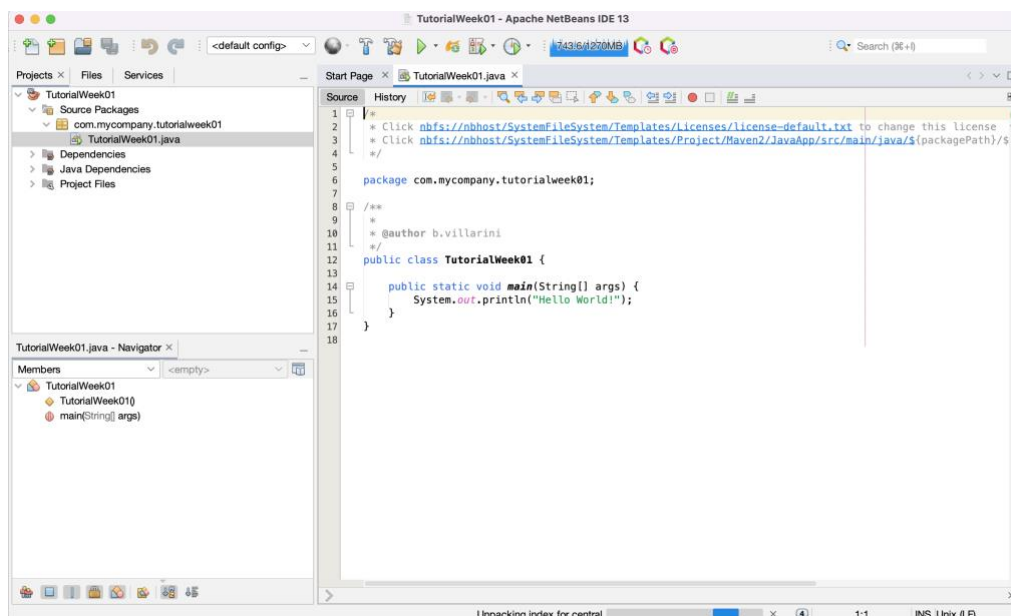 TutorialWeek01 - Apache NetBeans IDE 13
<default config>
743.6/1270MB
Search (⌘+I)
Projects × Files Services
TutorialWeek01
Source Packages
com.mycompany.tutorialweek01
TutorialWeek01.java
Dependencies
Java Dependencies
Project Files
TutorialWeek01.java - Navigator ×
Members
<empty>
TutorialWeek01
TutorialWeek01()
main(String[] args)
Start Page × TutorialWeek01.java ×
Source History
1 /*
2 * Click nbfs://nbhost/SystemFileSystem/Templates/Licenses/license-default.txt to change this license
3 * Click nbfs://nbhost/SystemFileSystem/Templates/Project/Maven2/JavaApp/src/main/java/${packagePath}/$
4 */
5
6 package com.mycompany.tutorialweek01;
7
8 /**
9 *
10 * @author b.villarini
11 */
12 public class TutorialWeek01 {
13
14 public static void main(String[] args) {
15 System.out.println("Hello World!");
16 }
17 }
18
Unpacking index for central × 4 1:1 INS Unix (LF)